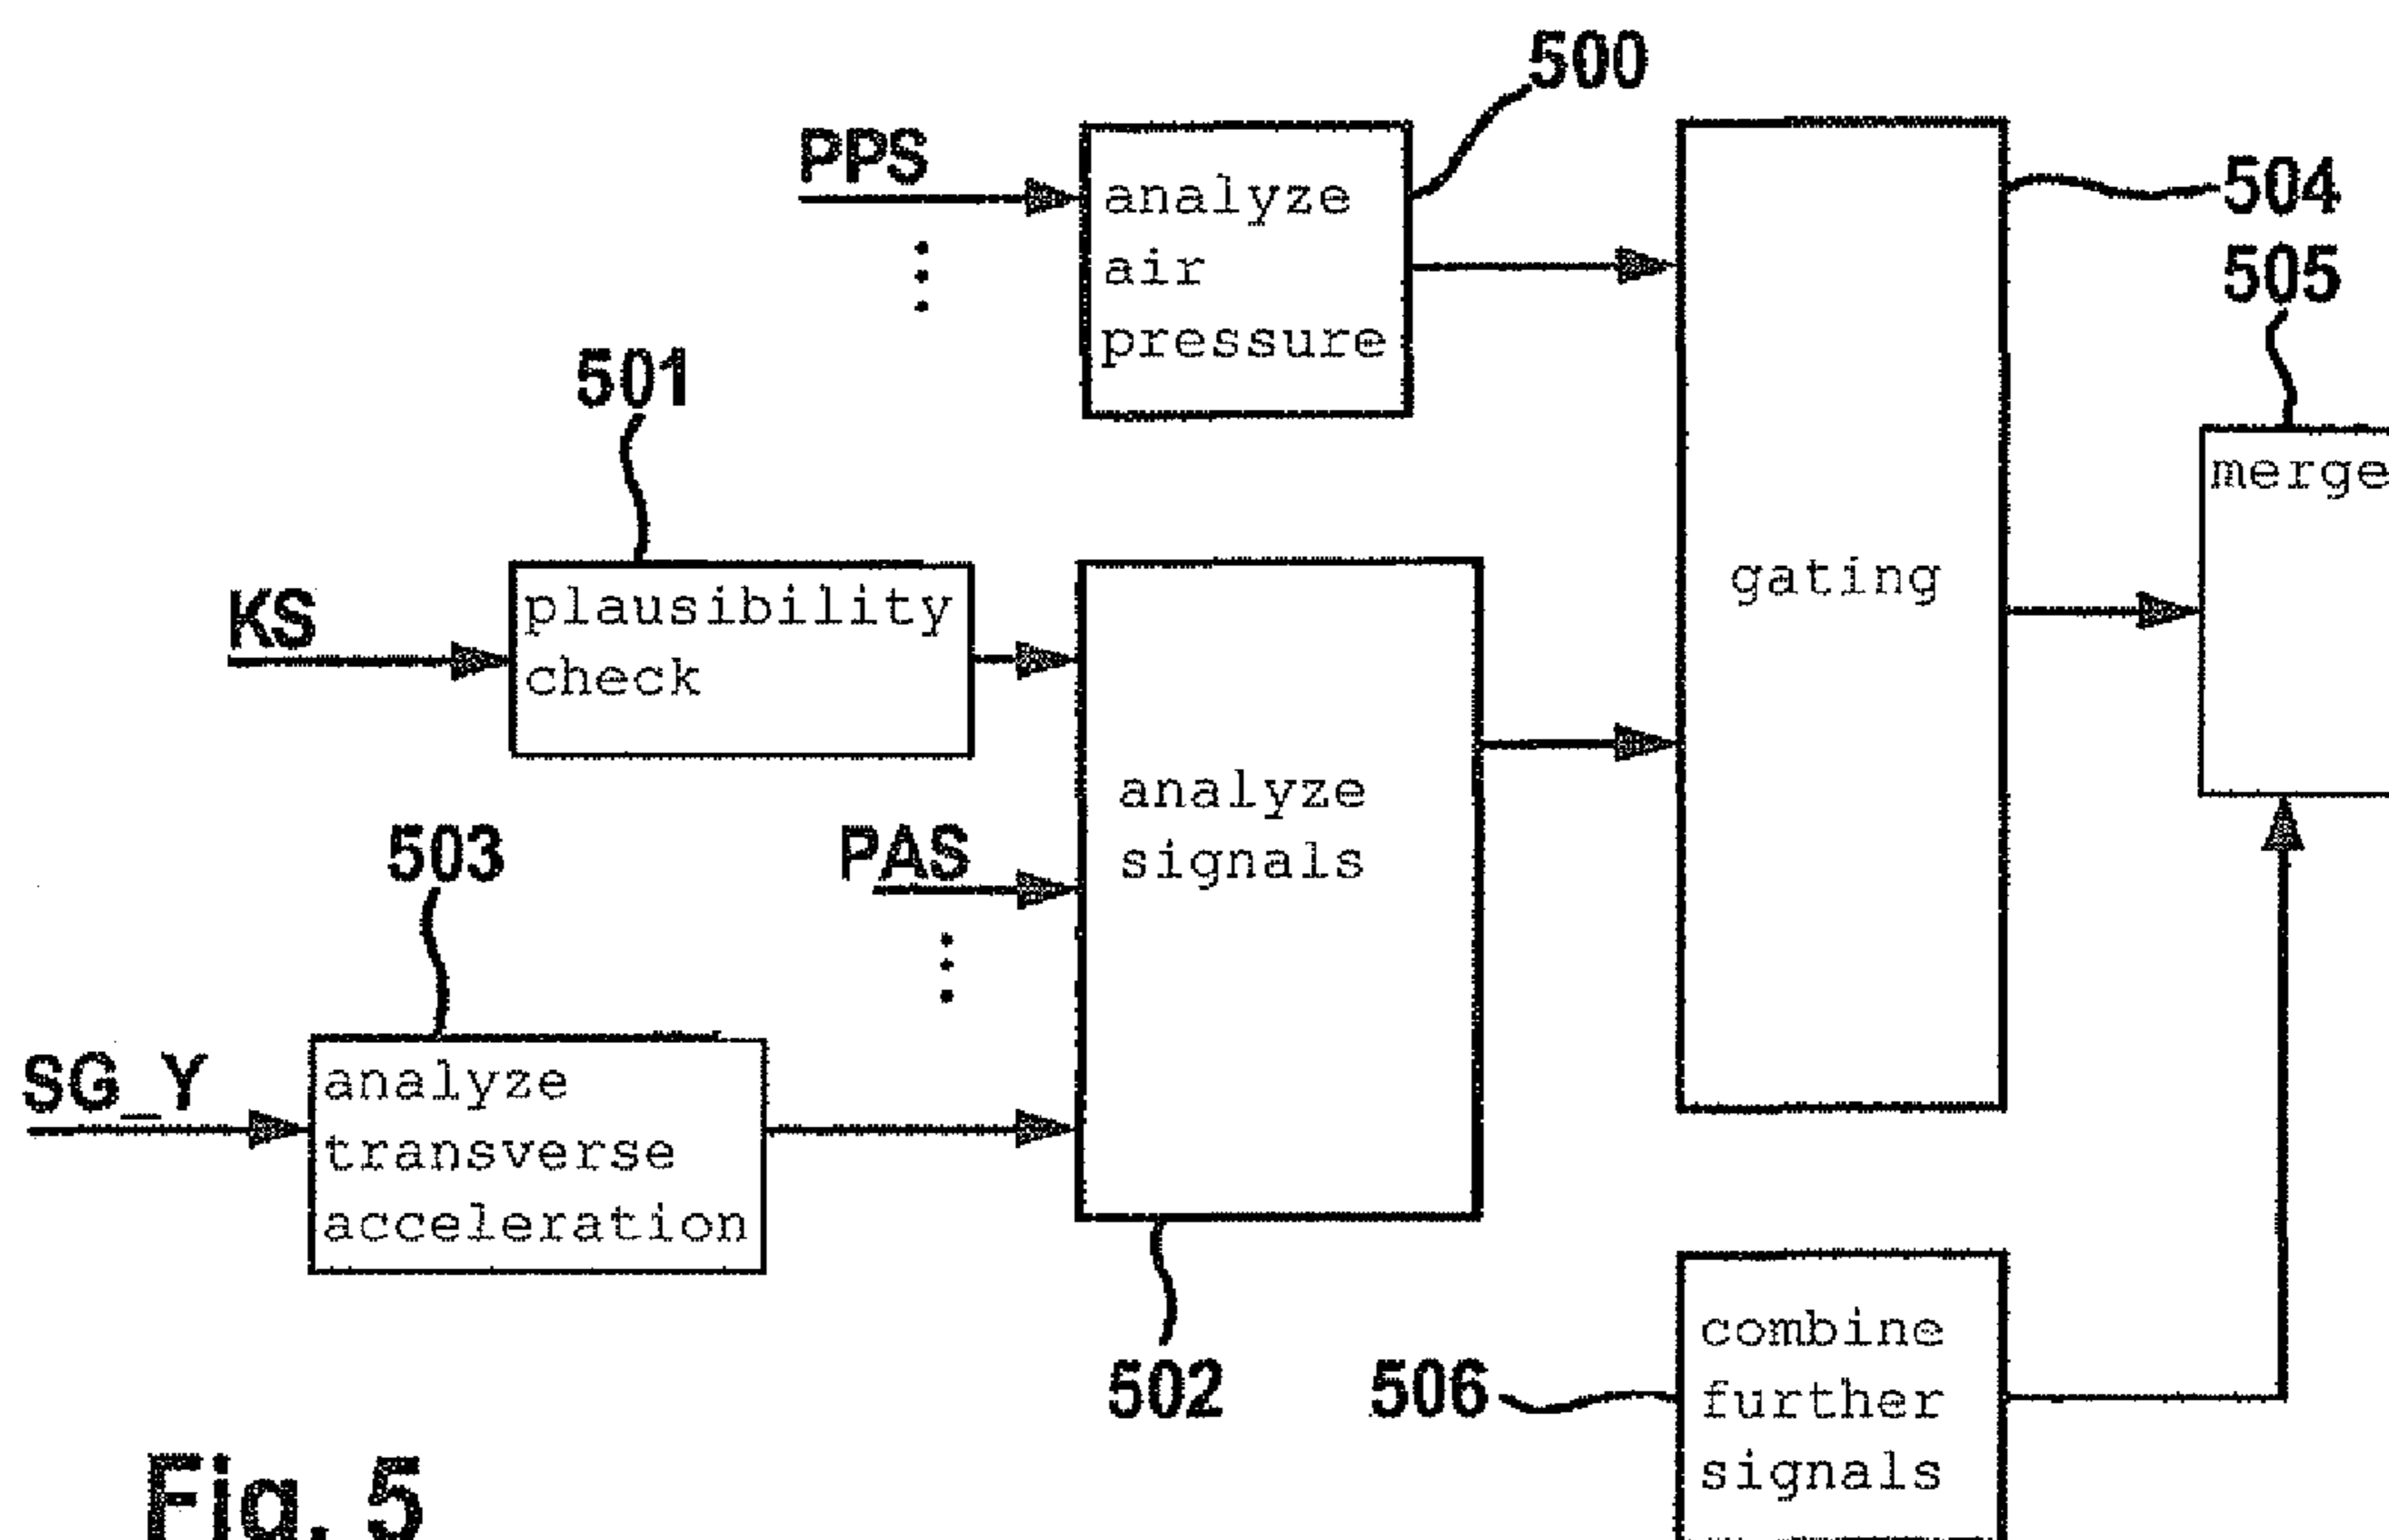 500
PPS
analyze
air
pressure
504
505
merge
501
KS
plausibility
check
gating
analyze
signals
PAS
503
SG_Y
analyze
transverse
acceleration
502
506
combine
further
signals
Fig. 5